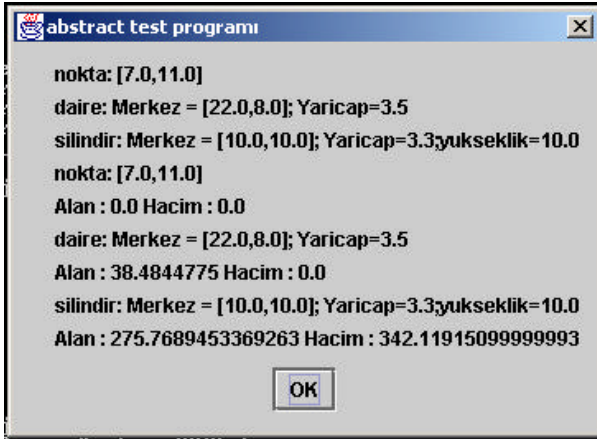 abstract test programı
nokta: [7.0,11.0]
daire: Merkez = [22.0,8.0]; Yaricap=3.5
silindir: Merkez = [10.0,10.0]; Yaricap=3.3;yukseklik=10.0
nokta: [7.0,11.0]
Alan : 0.0 Hacim : 0.0
daire: Merkez = [22.0,8.0]; Yaricap=3.5
Alan : 38.4844775 Hacim : 0.0
silindir: Merkez = [10.0,10.0]; Yaricap=3.3;yukseklik=10.0
Alan : 275.7689453369263 Hacim : 342.11915099999993
OK